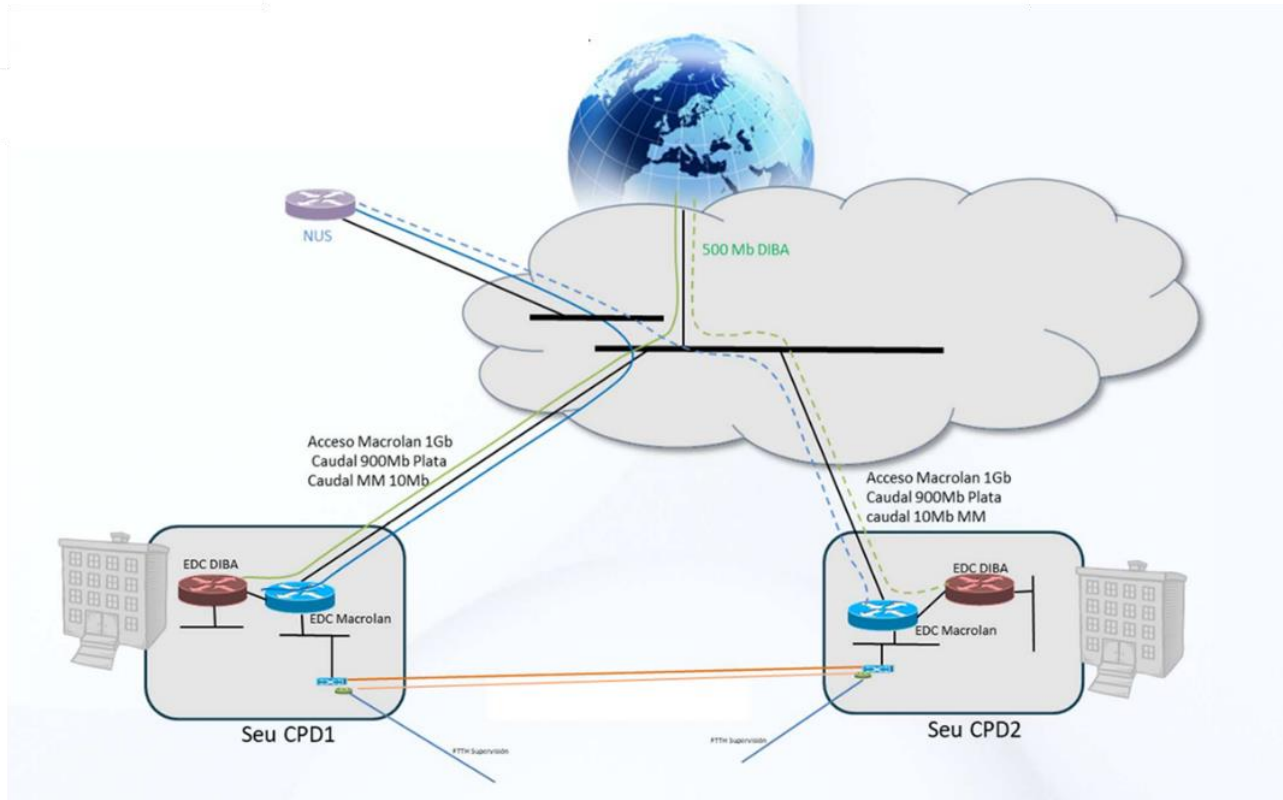 NUS
500 Mb DIBA
Acceso Macrolan 1Gb
Caudal 900Mb Plata
Caudal MM 10Mb
Acceso Macrolan 1Gb
Caudal 900Mb Plata
caudal 10Mb MM
EDC DIBA
EDC Macrolan
EDC DIBA
EDC Macrolan
Seu CPD1
Seu CPD2
FTTH Supervisión
FTTH Supervisión